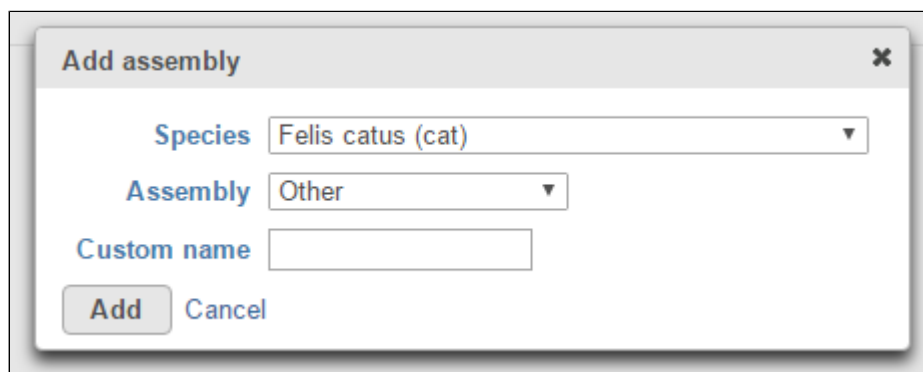 Add assembly
Species Felis catus (cat)
Assembly Other
Custom name
Add Cancel